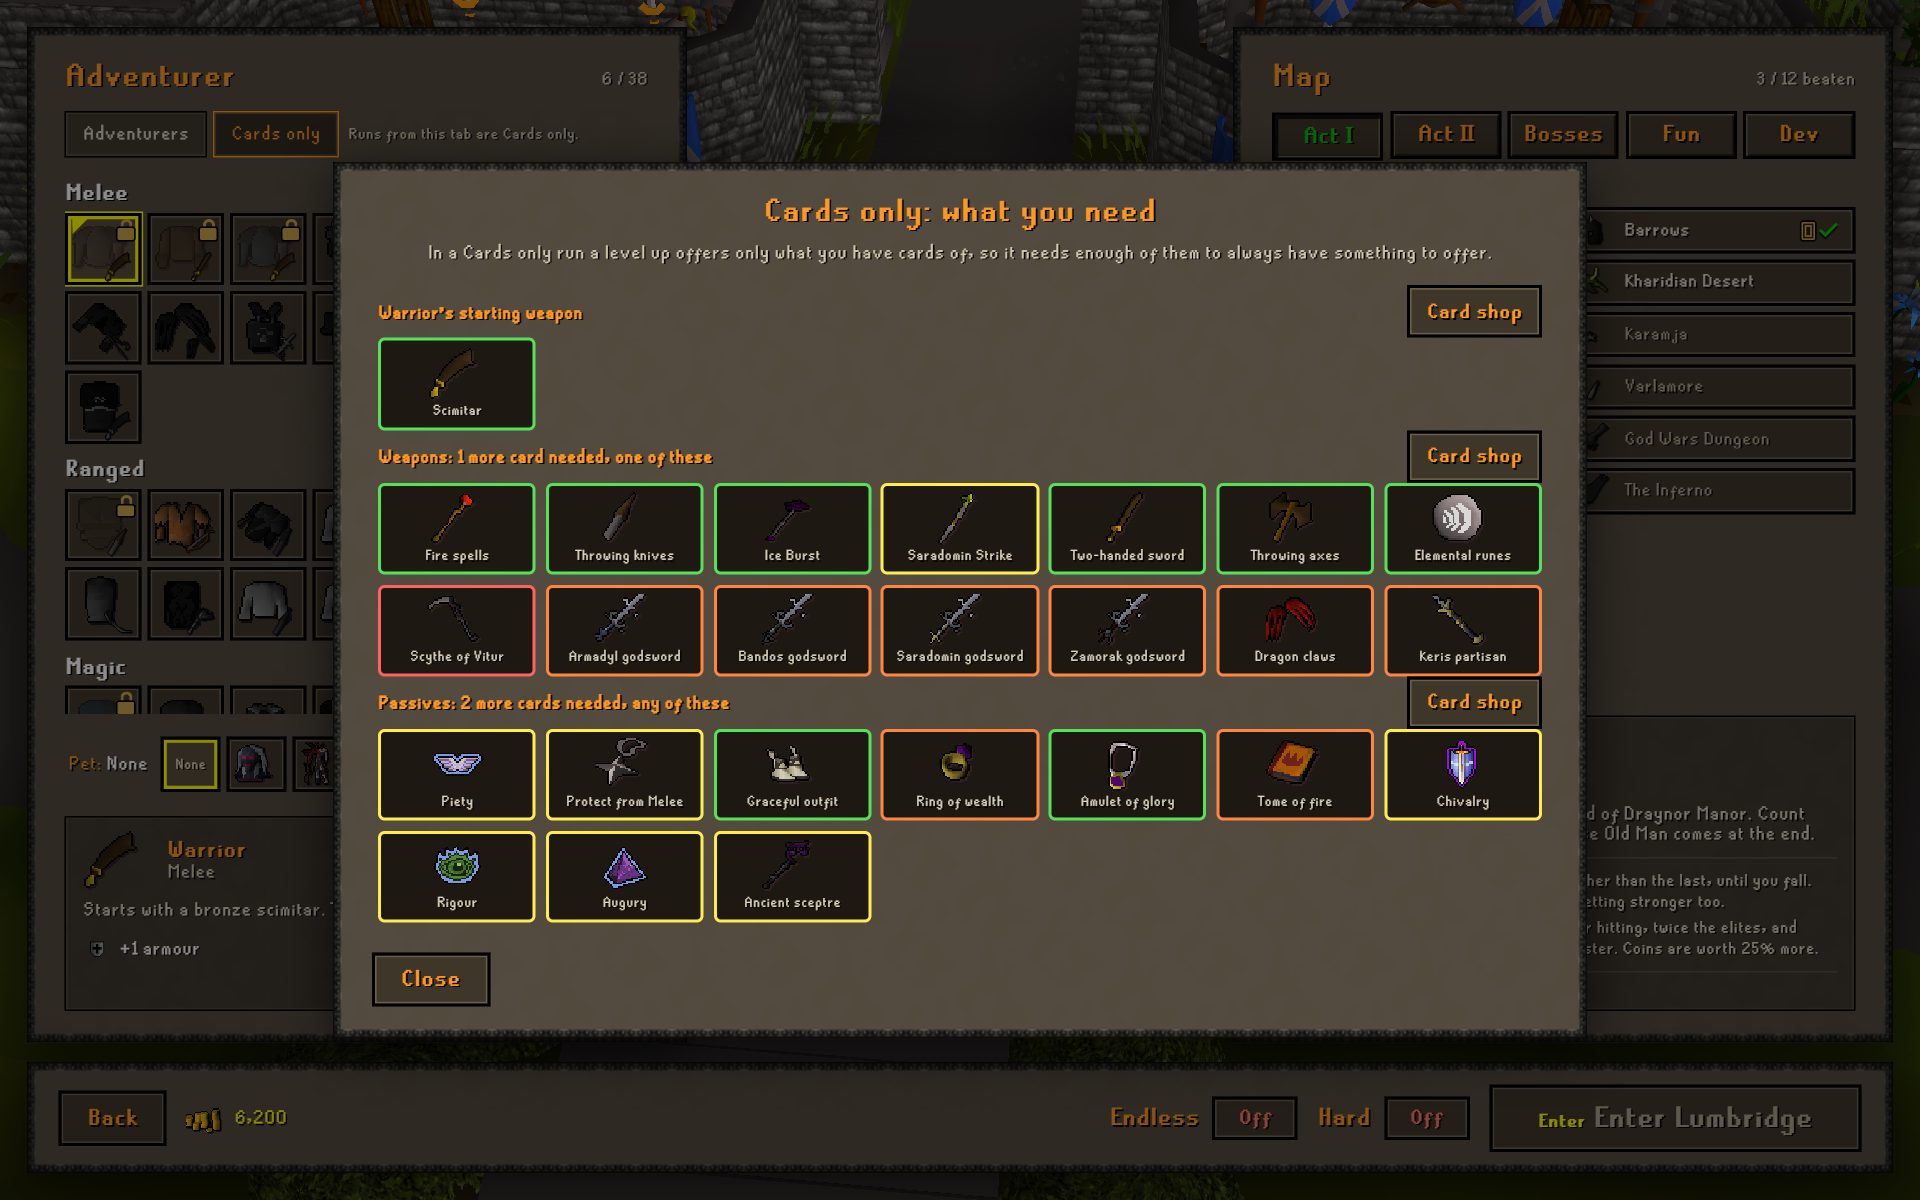 Adventurer
6 / 38
Adventurers
Cards only
Runs from this tab are Cards only.
Map
3 / 12 beaten
Act I
Act II
Bosses
Fun
Dev
Melee
Ranged
Magic
Cards only: what you need
In a Cards only run a level up offers only what you have cards of, so it needs enough of them to always have something to offer.
Warrior's starting weapon
Card shop
Scimitar
Weapons: 1 more card needed, one of these
Card shop
Fire spells
Throwing knives
Ice Burst
Saradomin Strike
Two-handed sword
Throwing axes
Elemental runes
Scythe of Vitur
Armadyl godsword
Bandos godsword
Saradomin godsword
Zamorak godsword
Dragon claws
Keris partisan
Passives: 2 more cards needed, any of these
Card shop
Piety
Protect from Melee
Graceful outfit
Ring of wealth
Amulet of glory
Tome of fire
Chivalry
Rigour
Augury
Ancient sceptre
Close
Barrows
Kharidian Desert
Karamja
Varlamore
God Wars Dungeon
The Inferno
Pet: None
None
Warrior
Melee
Starts with a bronze scimitar.
+1 armour
d of Draynor Manor. Count
Old Man comes at the end.
her than the last, until you fall.
etting stronger too.
r hitting, twice the elites, and
ster. Coins are worth 25% more.
Back
6,200
Endless
Off
Hard
Off
Enter Enter Lumbridge